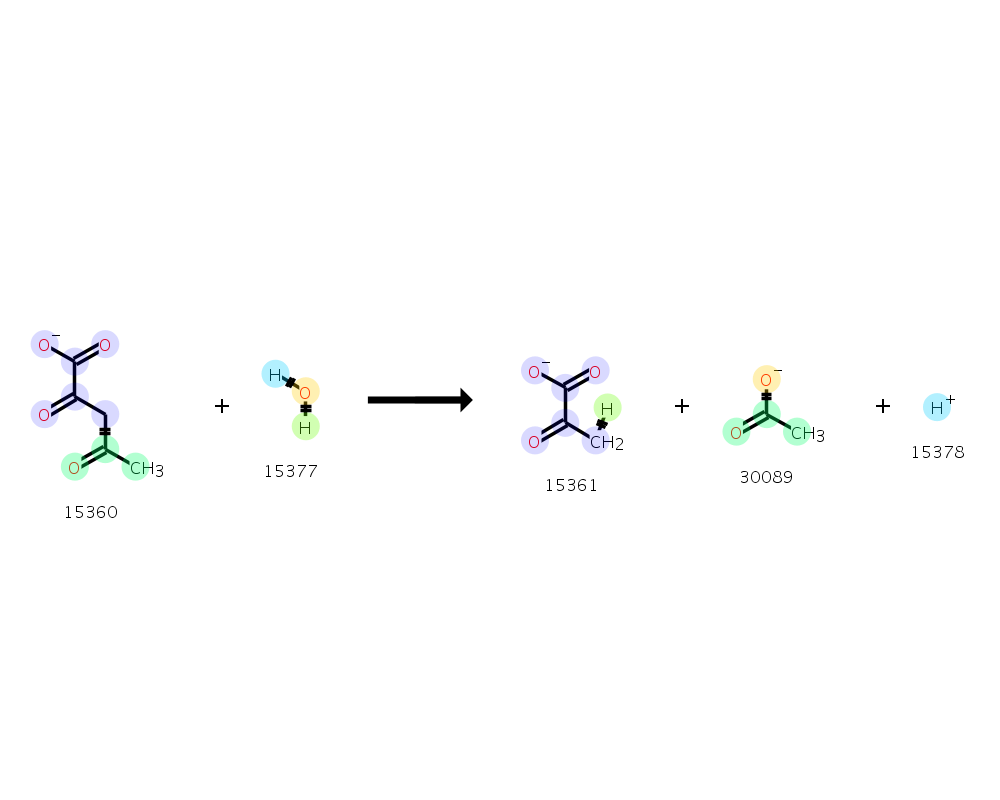 O⁻ O
O
O CH3
15360
+
H
O
H
15377
O⁻ O
H
O CH2
15361
+
O⁻
O CH3
30089
+
H⁺
15378